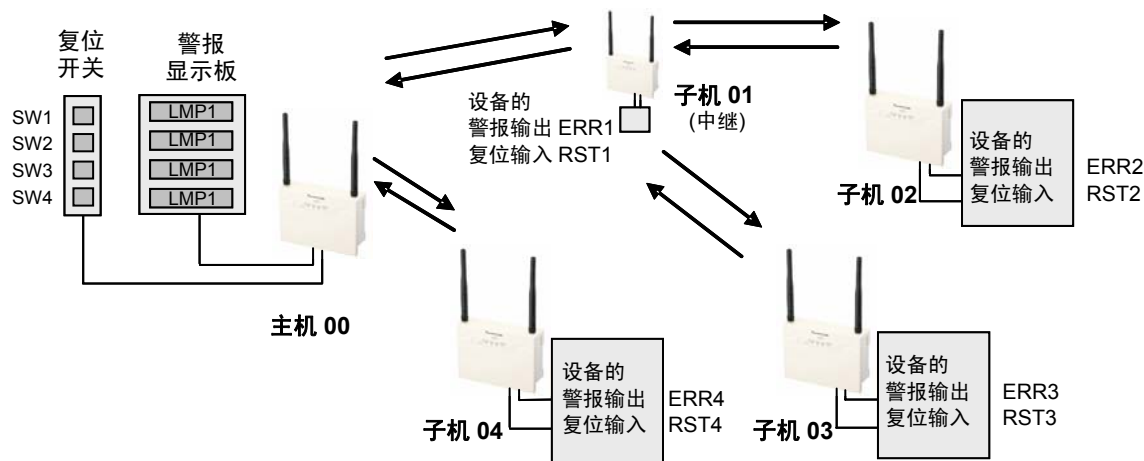 复位
开关
SW1
SW2
SW3
SW4
警报
显示板
LMP1
LMP1
LMP1
LMP1
主机 00
设备的
警报输出 ERR1
复位输入 RST1
子机 01
(中继)
设备的
警报输出 ERR2
复位输入 RST2
子机 02
设备的
警报输出 ERR4
复位输入 RST4
子机 04
设备的
警报输出 ERR3
复位输入 RST3
子机 03